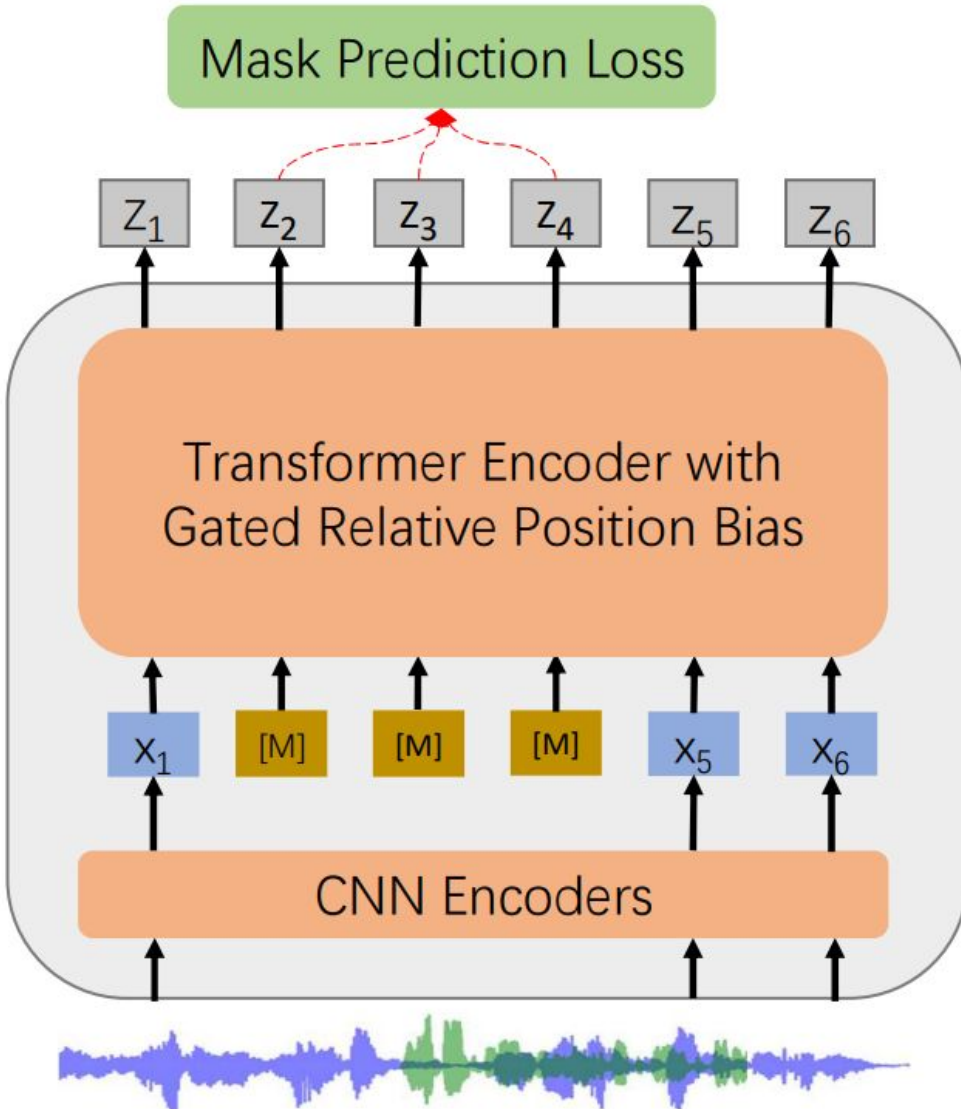 Mask Prediction Loss
Z₁ Z₂ Z₃ Z₄ Z₅ Z₆
Transformer Encoder with
Gated Relative Position Bias
X₁ [M] [M] [M] X₅ X₆
CNN Encoders